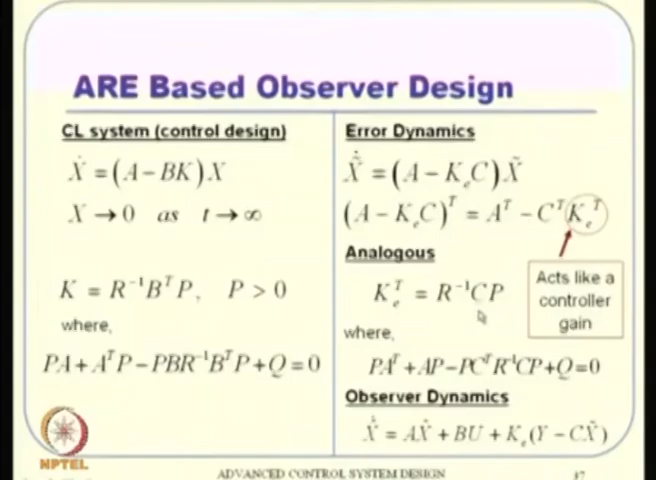 ARE Based Observer Design
CL system (control design)
Ẋ = (A − BK)X
X → 0 as t → ∞
K = R⁻¹BᵀP, P > 0
where,
PA + AᵀP − PBR⁻¹BᵀP + Q = 0
Error Dynamics
X̃̇ = (A − KₑC)X̃
(A − KₑC)ᵀ = Aᵀ − CᵀKₑᵀ
Analogous
Acts like a
controller
gain
Kₑᵀ = R⁻¹CP
where,
PAᵀ + AP − PCᵀR⁻¹CP + Q = 0
Observer Dynamics
X̂̇ = AX̂ + BU + Kₑ(Y − CX̂)
NPTEL
ADVANCED CONTROL SYSTEM DESIGN